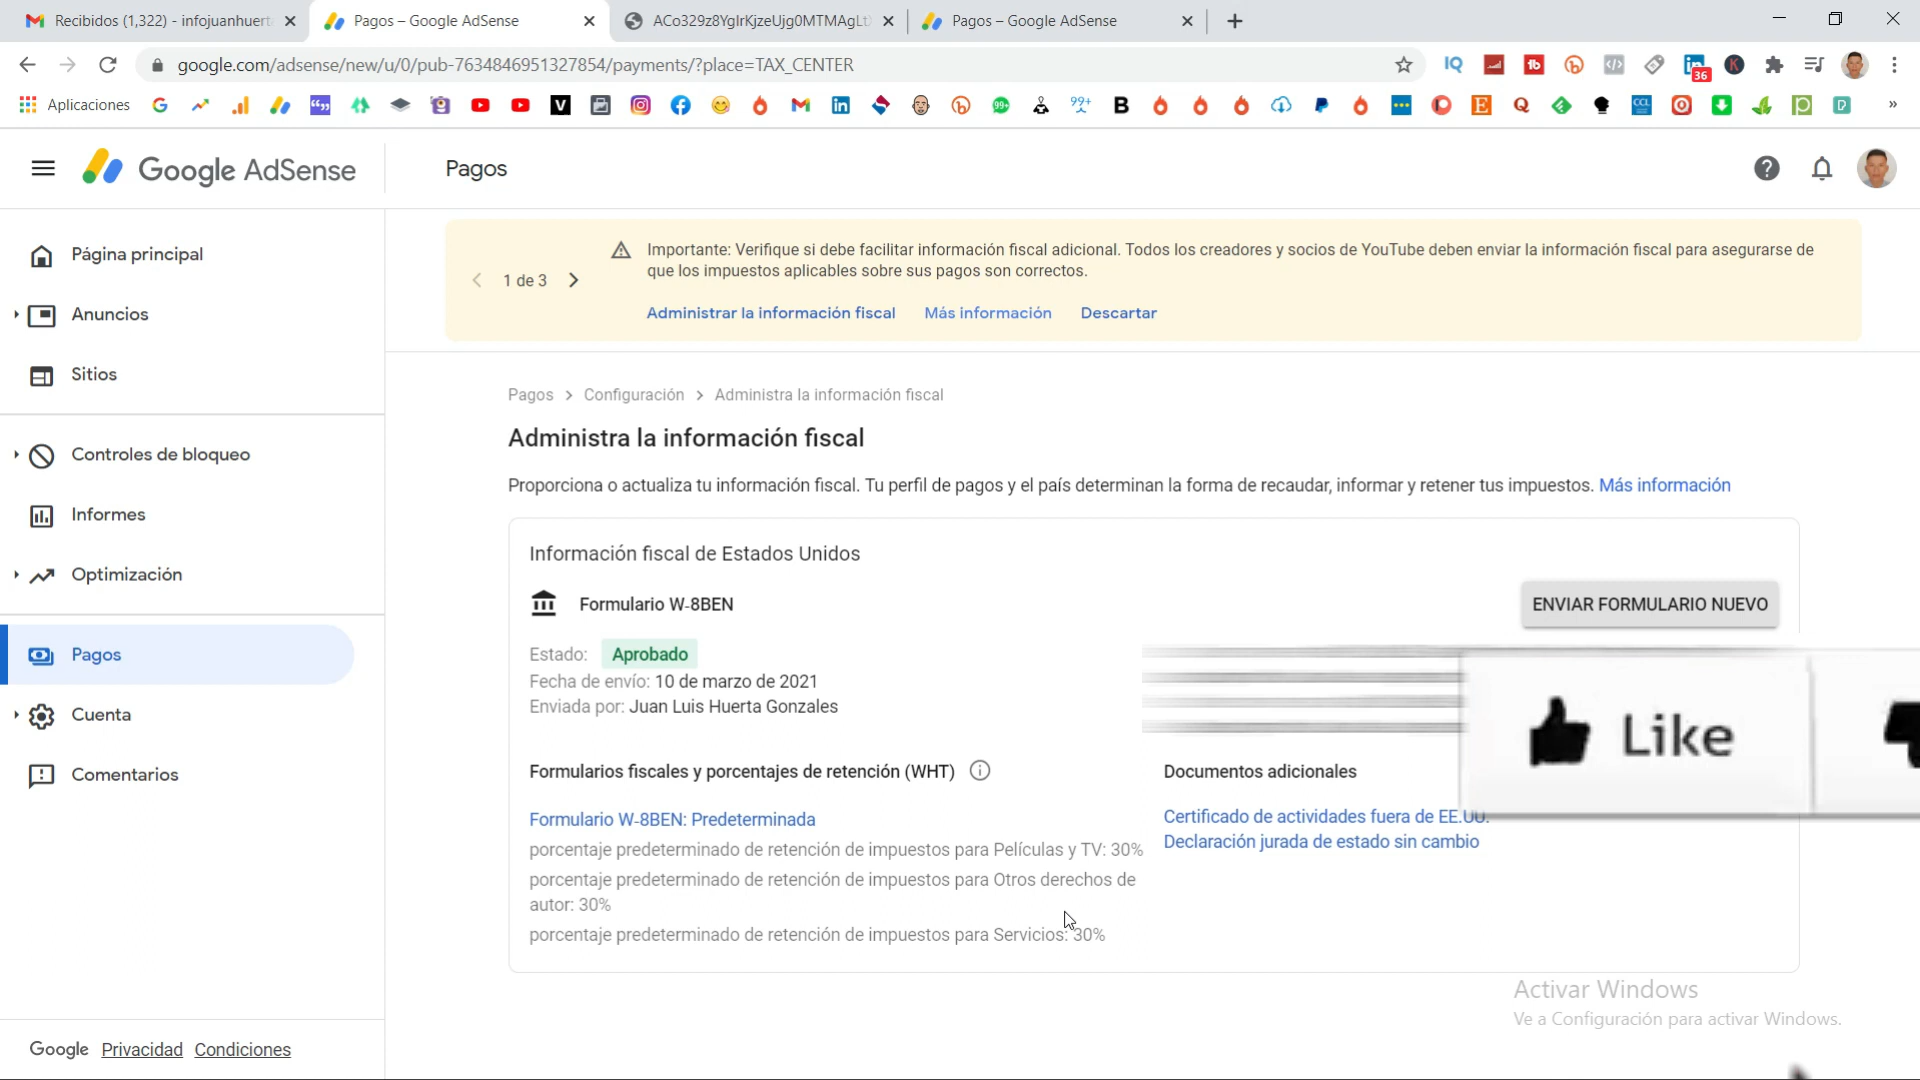 Recibidos (1,322) - infojuanhuerta
Pagos – Google AdSense
Pagos – Google AdSense
google.com/adsense/new/u/0/pub-7634846951327854/payments/?place=TAX_CENTER
36
Aplicaciones
99+
99+
Google AdSense
Pagos
Página principal
Anuncios
Sitios
Controles de bloqueo
Informes
Optimización
Pagos
Cuenta
Comentarios
Google Privacidad Condiciones
1 de 3
Importante: Verifique si debe facilitar información fiscal adicional. Todos los creadores y socios de YouTube deben enviar la información fiscal para asegurarse de
que los impuestos aplicables sobre sus pagos son correctos.
Administrar la información fiscal Más información Descartar
Pagos > Configuración > Administra la información fiscal
Administra la información fiscal
Proporciona o actualiza tu información fiscal. Tu perfil de pagos y el país determinan la forma de recaudar, informar y retener tus impuestos. Más información
Información fiscal de Estados Unidos
Formulario W-8BEN
ENVIAR FORMULARIO NUEVO
Estado: Aprobado
Fecha de envío: 10 de marzo de 2021
Enviada por: Juan Luis Huerta Gonzales
Like
Formularios fiscales y porcentajes de retención (WHT)
Formulario W-8BEN: Predeterminada
porcentaje predeterminado de retención de impuestos para Películas y TV: 30%
porcentaje predeterminado de retención de impuestos para Otros derechos de
autor: 30%
porcentaje predeterminado de retención de impuestos para Servicios: 30%
Documentos adicionales
Certificado de actividades fuera de EE.UU.
Declaración jurada de estado sin cambio
Activar Windows
Ve a Configuración para activar Windows.